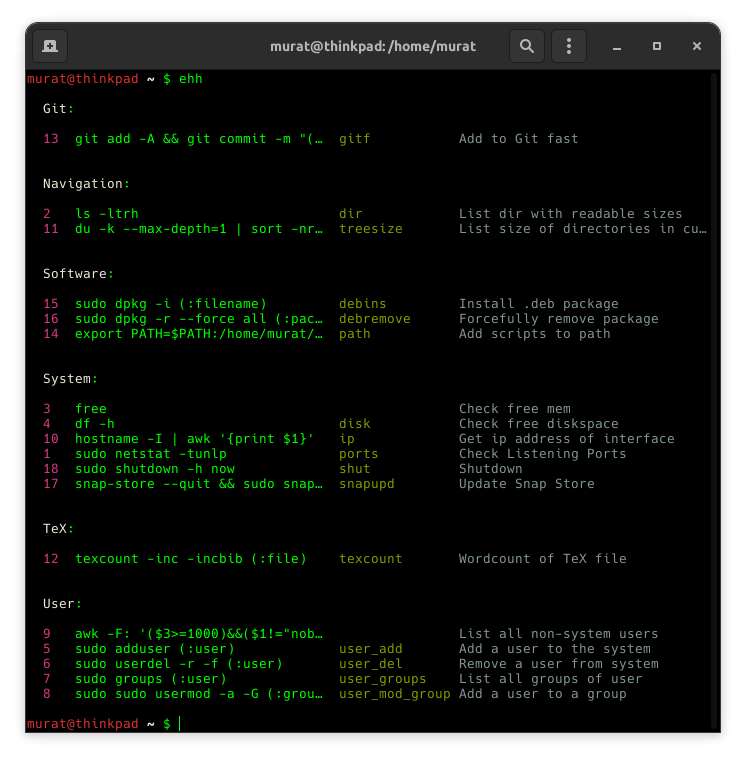 murat@thinkpad: /home/murat
murat@thinkpad ~ $ ehh
Git:
13 git add -A && git commit -m "(… gitf Add to Git fast
Navigation:
2 ls -ltrh dir List dir with readable sizes
11 du -k --max-depth=1 | sort -nr… treesize List size of directories in cu…
Software:
15 sudo dpkg -i (:filename) debins Install .deb package
16 sudo dpkg -r --force all (:pac… debremove Forcefully remove package
14 export PATH=$PATH:/home/murat/… path Add scripts to path
System:
3 free Check free mem
4 df -h disk Check free diskspace
10 hostname -I | awk '{print $1}' ip Get ip address of interface
1 sudo netstat -tunlp ports Check Listening Ports
18 sudo shutdown -h now shut Shutdown
17 snap-store --quit && sudo snap… snapupd Update Snap Store
TeX:
12 texcount -inc -incbib (:file) texcount Wordcount of TeX file
User:
9 awk -F: '($3>=1000)&&($1!="nob… List all non-system users
5 sudo adduser (:user) user_add Add a user to the system
6 sudo userdel -r -f (:user) user_del Remove a user from system
7 sudo groups (:user) user_groups List all groups of user
8 sudo sudo usermod -a -G (:grou… user_mod_group Add a user to a group
murat@thinkpad ~ $